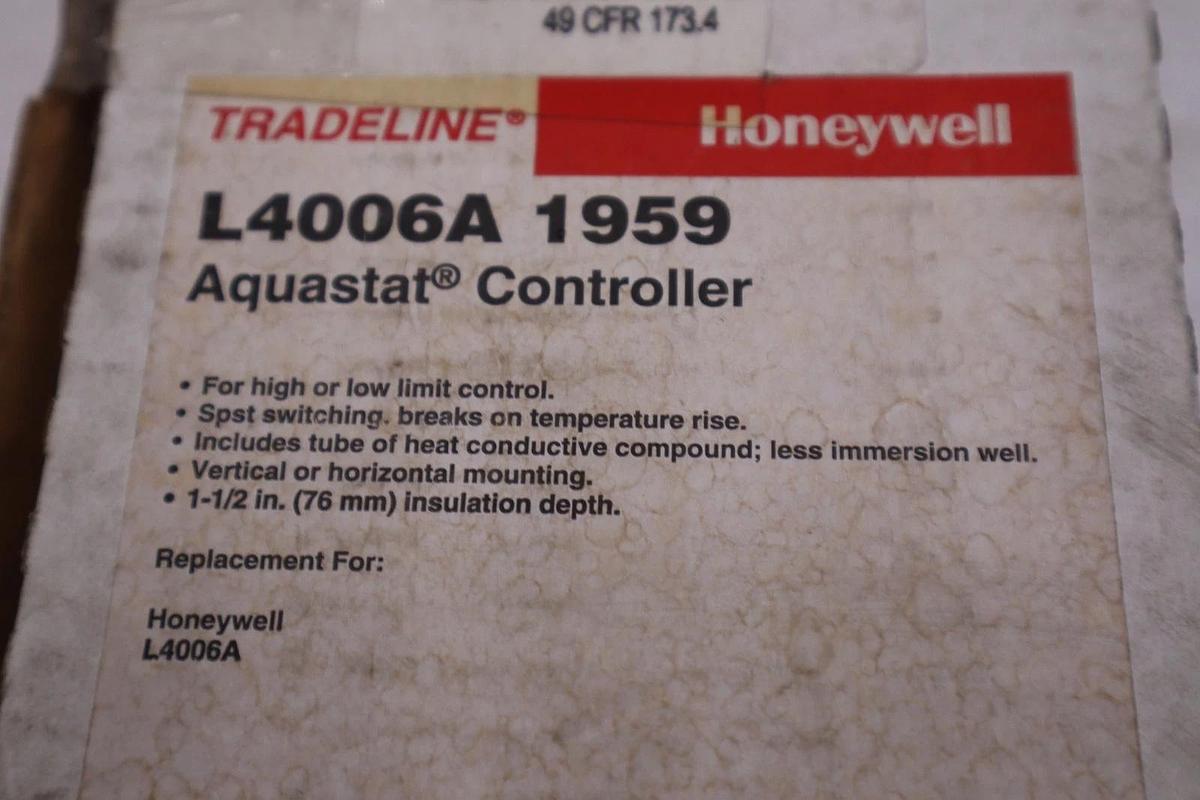 49 CFR 173.4
TRADELINE® Honeywell
L4006A 1959
Aquastat® Controller
• For high or low limit control.
• Spst switching. breaks on temperature rise.
• Includes tube of heat conductive compound; less immersion well.
• Vertical or horizontal mounting.
• 1-1/2 in. (76 mm) insulation depth.
Replacement For:
Honeywell
L4006A